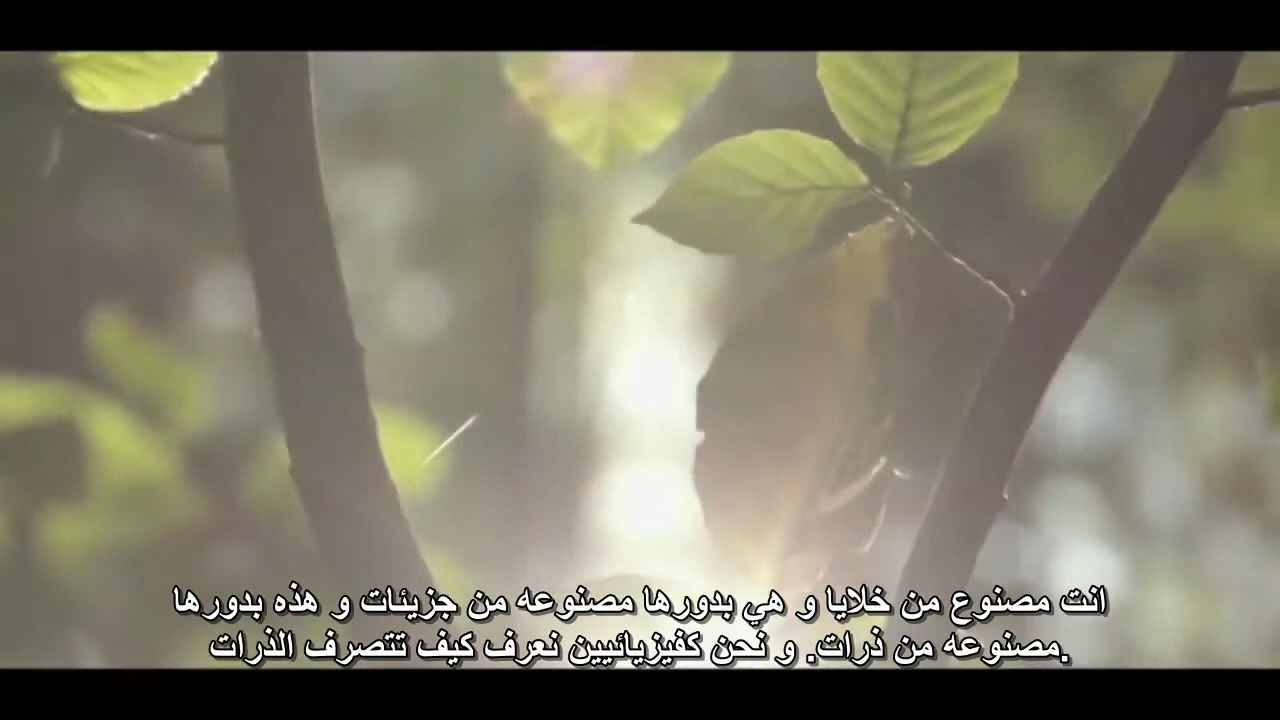 انت مصنوع من خلايا و هي بدورها مصنوعه من جزيئات و هذه بدورها
مصنوعه من ذرات. و نحن كفيزيائيين نعرف كيف تتصرف الذرات.